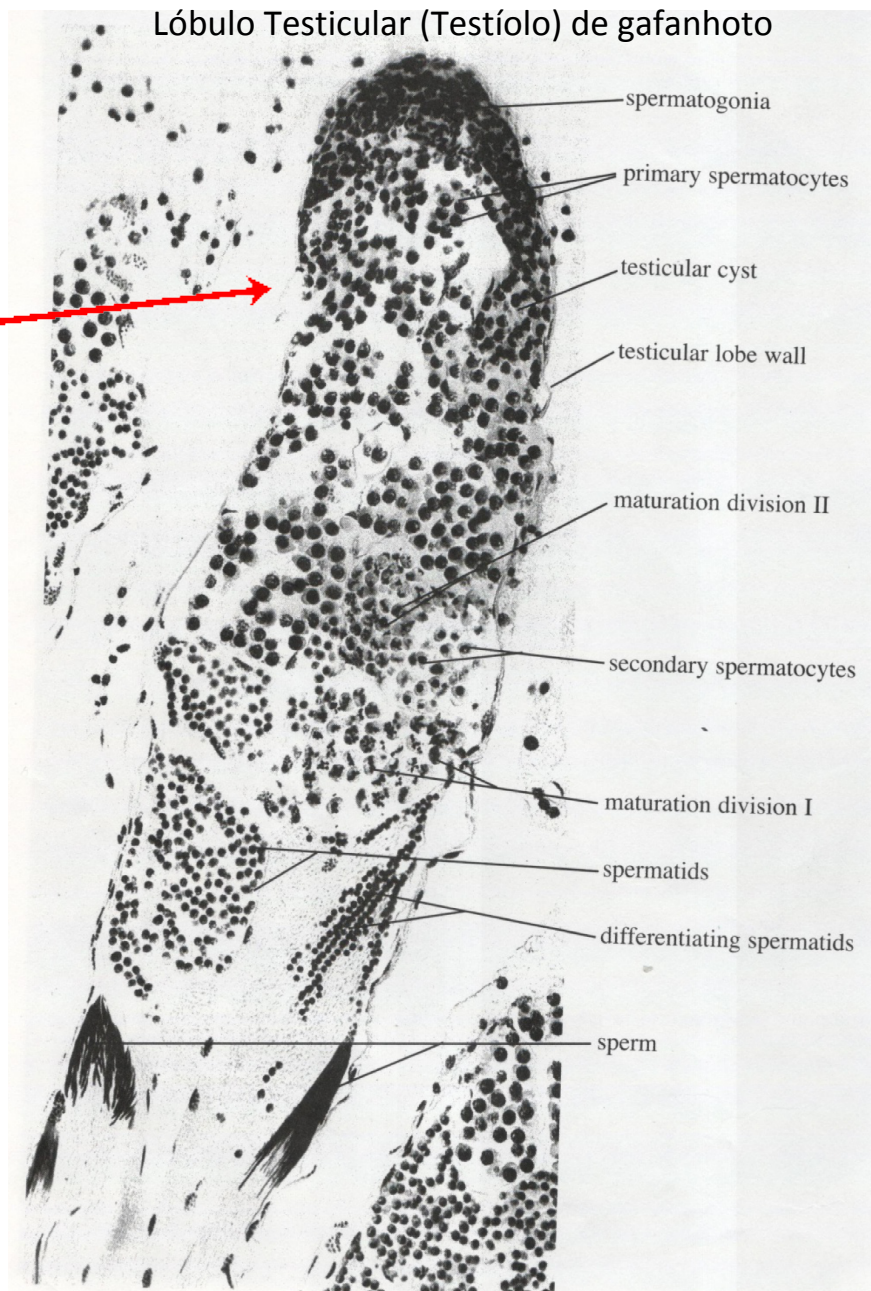 Lóbulo Testicular (Testíolo) de gafanhoto
spermatogonia
primary spermatocytes
testicular cyst
testicular lobe wall
maturation division II
secondary spermatocytes
maturation division I
spermatids
differentiating spermatids
sperm